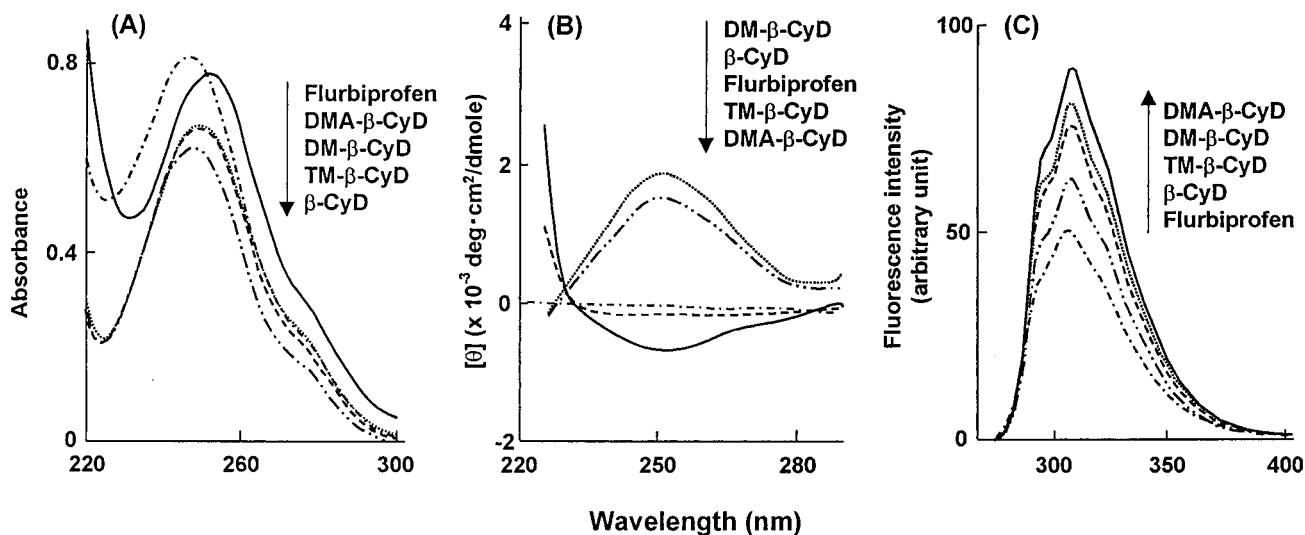 (A)
0.8
0.4
0
220
260
300
Absorbance
Flurbiprofen
DMA-β-CyD
DM-β-CyD
TM-β-CyD
β-CyD
(B)
4
2
0
-2
220
250
280
[θ] (x 10⁻³ deg·cm²/dmole)
DM-β-CyD
β-CyD
Flurbiprofen
TM-β-CyD
DMA-β-CyD
(C)
100
50
0
300
350
400
Fluorescence intensity
(arbitrary unit)
DMA-β-CyD
DM-β-CyD
TM-β-CyD
β-CyD
Flurbiprofen
Wavelength (nm)